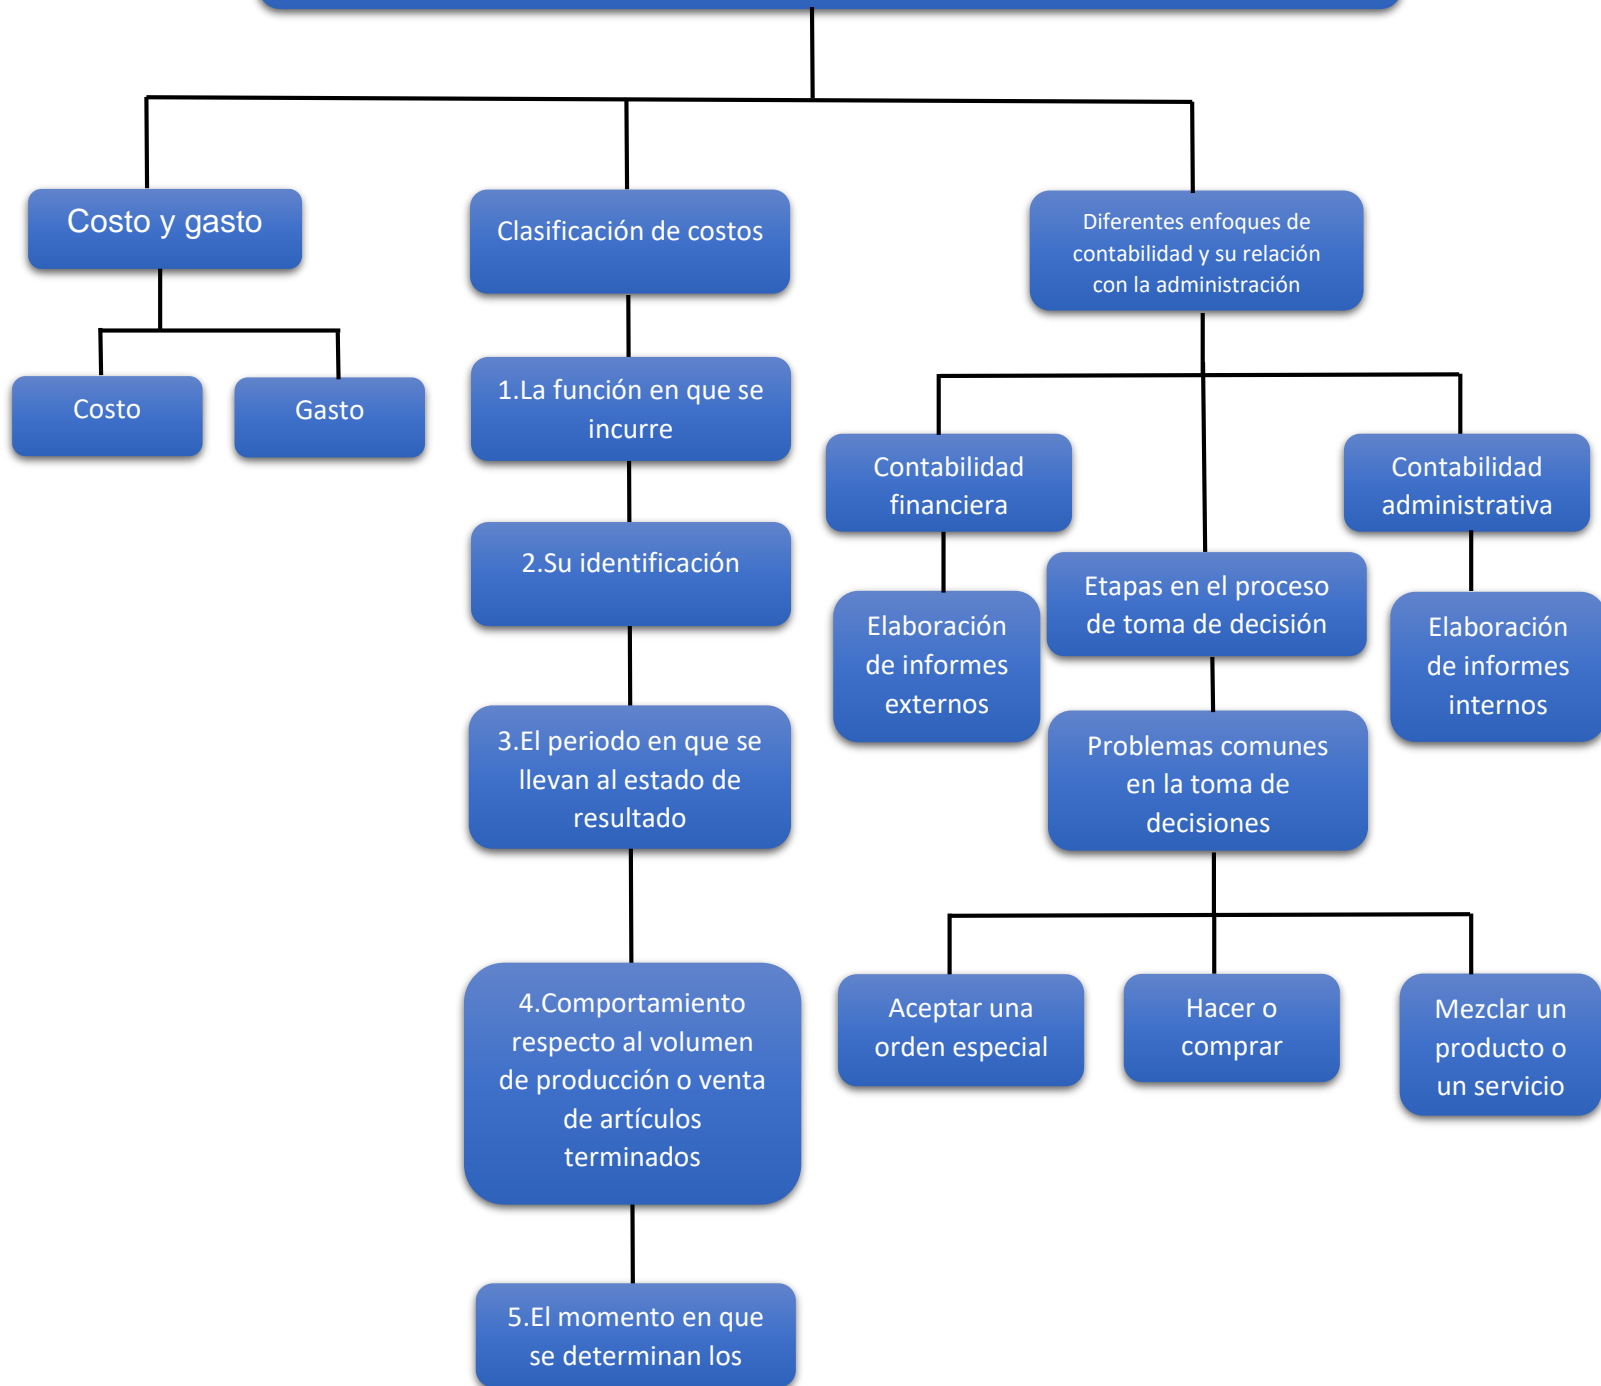 Costo y gasto
Costo
Gasto
Clasificación de costos
1.La función en que se
incurre
2.Su identificación
3.El periodo en que se
llevan al estado de
resultado
4.Comportamiento
respecto al volumen
de producción o venta
de artículos
terminados
5.El momento en que
se determinan los
Diferentes enfoques de
contabilidad y su relación
con la administración
Contabilidad
financiera
Elaboración
de informes
externos
Etapas en el proceso
de toma de decisión
Problemas comunes
en la toma de
decisiones
Aceptar una
orden especial
Hacer o
comprar
Mezclar un
producto o
un servicio
Contabilidad
administrativa
Elaboración
de informes
internos